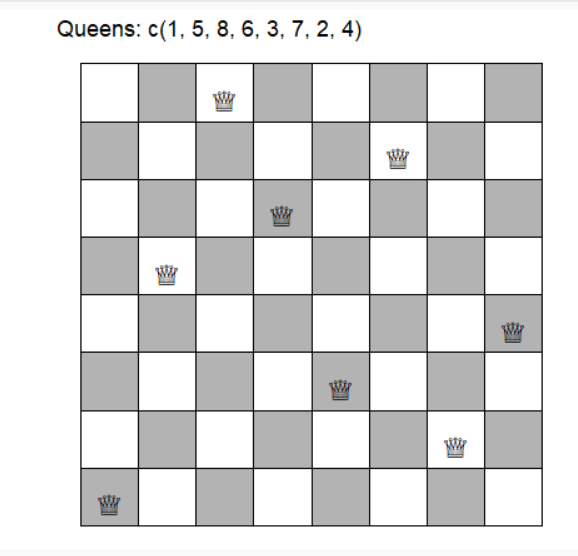 Queens: c(1, 5, 8, 6, 3, 7, 2, 4)